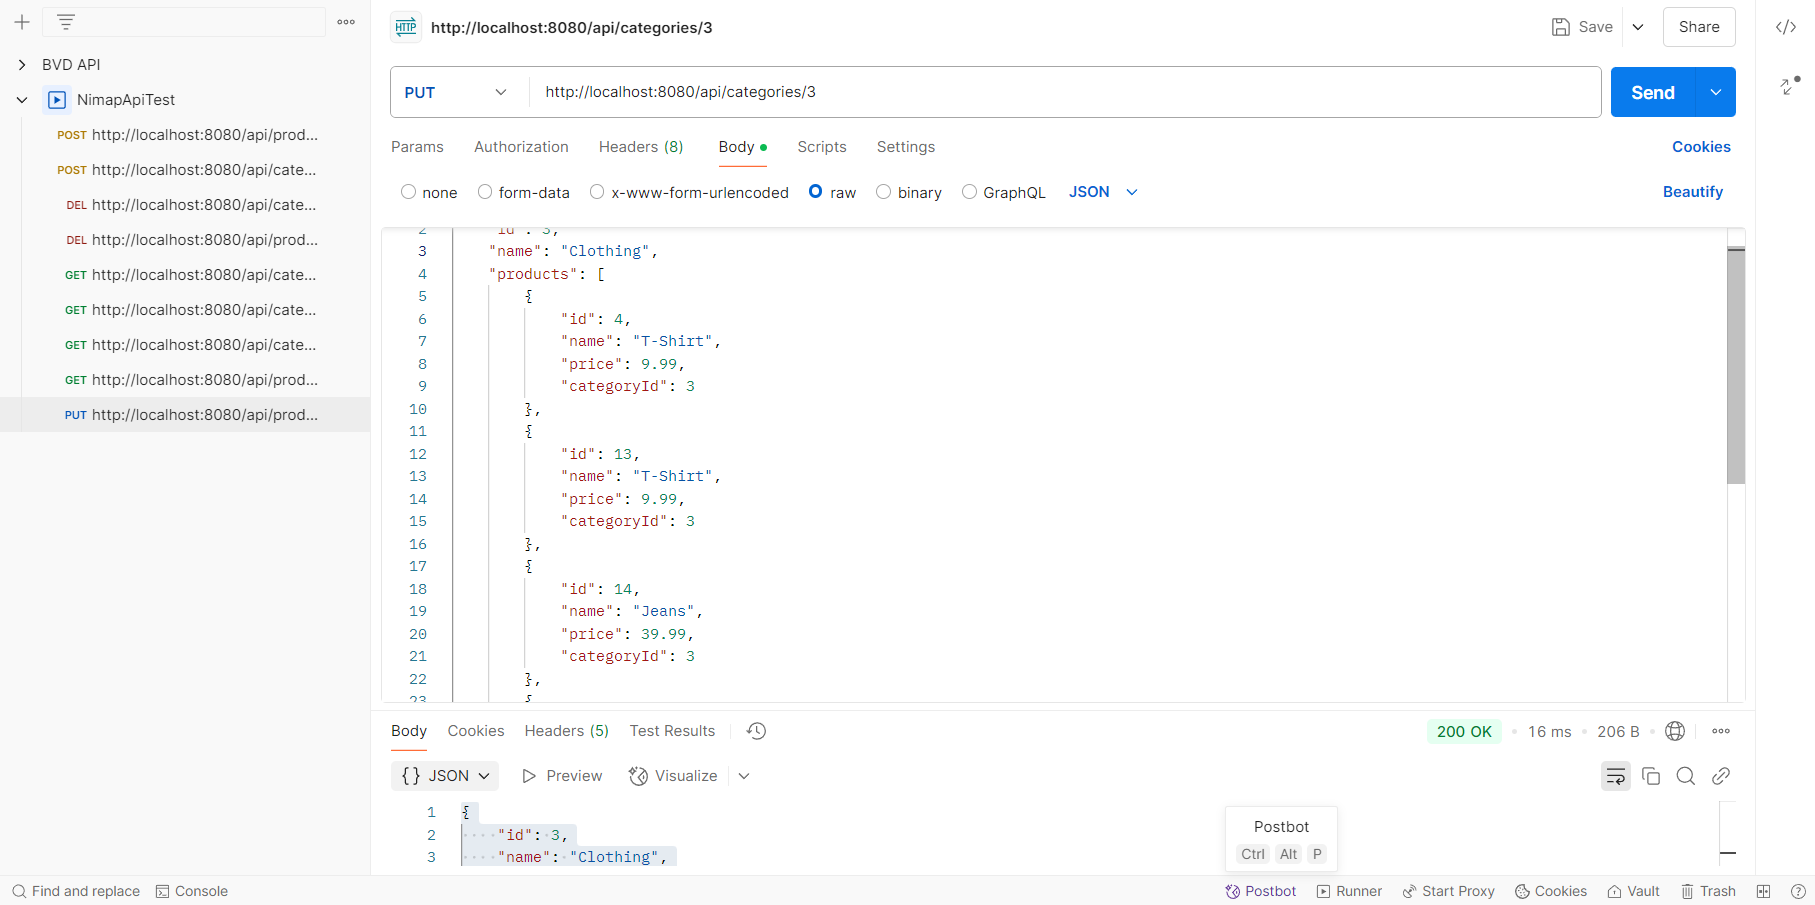 BVD API
NimapApiTest
POST http://localhost:8080/api/prod...
POST http://localhost:8080/api/cate...
DEL http://localhost:8080/api/cate...
DEL http://localhost:8080/api/prod...
GET http://localhost:8080/api/cate...
GET http://localhost:8080/api/cate...
GET http://localhost:8080/api/cate...
GET http://localhost:8080/api/prod...
PUT http://localhost:8080/api/prod...
HTTP http://localhost:8080/api/categories/3
Save Share
PUT http://localhost:8080/api/categories/3 Send
Params Authorization Headers (8) Body Scripts Settings Cookies
none form-data x-www-form-urlencoded raw binary GraphQL JSON Beautify
2 "id": 3,
3 "name": "Clothing",
4 "products": [
5 {
6 "id": 4,
7 "name": "T-Shirt",
8 "price": 9.99,
9 "categoryId": 3
10 },
11 {
12 "id": 13,
13 "name": "T-Shirt",
14 "price": 9.99,
15 "categoryId": 3
16 },
17 {
18 "id": 14,
19 "name": "Jeans",
20 "price": 39.99,
21 "categoryId": 3
22 },
23 {
Body Cookies Headers (5) Test Results 200 OK 16 ms 206 B
{} JSON Preview Visualize
1 {
2 "id": 3,
3 "name": "Clothing",
Postbot
Ctrl Alt P
Find and replace Console Postbot Runner Start Proxy Cookies Vault Trash